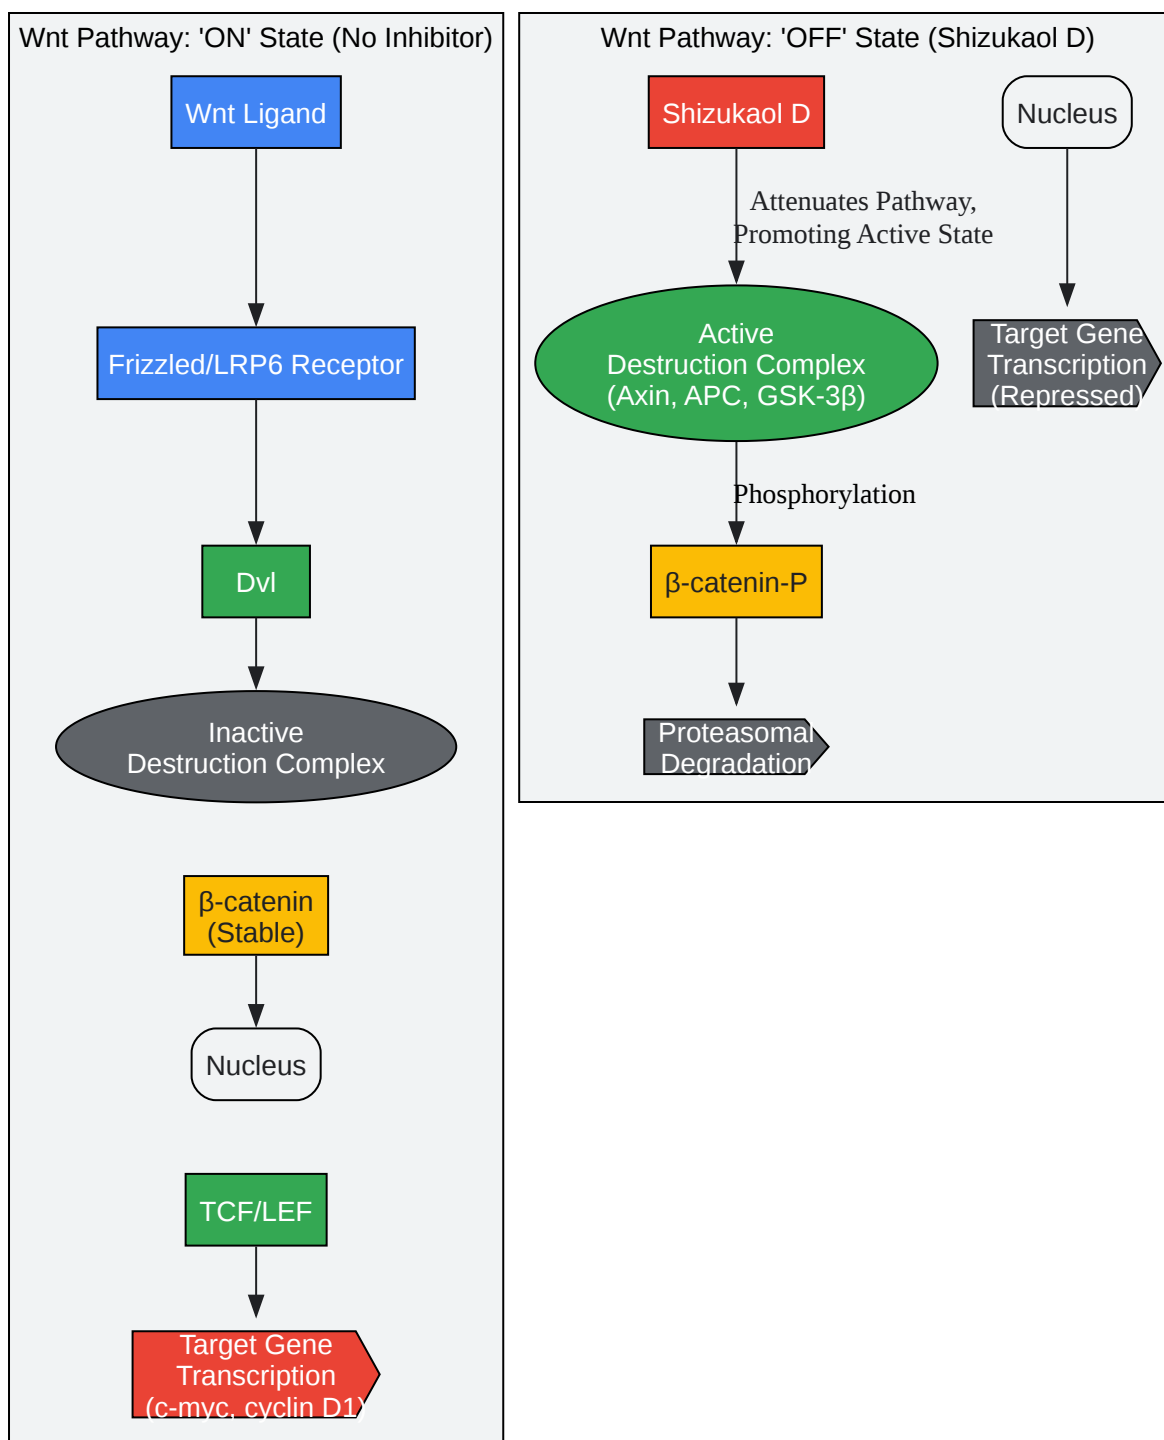 Wnt Pathway: 'ON' State (No Inhibitor)
Wnt Ligand
Frizzled/LRP6 Receptor
Dvl
Inactive
Destruction Complex
β-catenin
(Stable)
Nucleus
TCF/LEF
Target Gene
Transcription
(c-myc, cyclin D1)
Wnt Pathway: 'OFF' State (Shizukaol D)
Shizukaol D
Attenuates Pathway,
Promoting Active State
Active
Destruction Complex
(Axin, APC, GSK-3β)
Phosphorylation
β-catenin-P
Proteasomal
Degradation
Nucleus
Target Gene
Transcription
(Repressed)